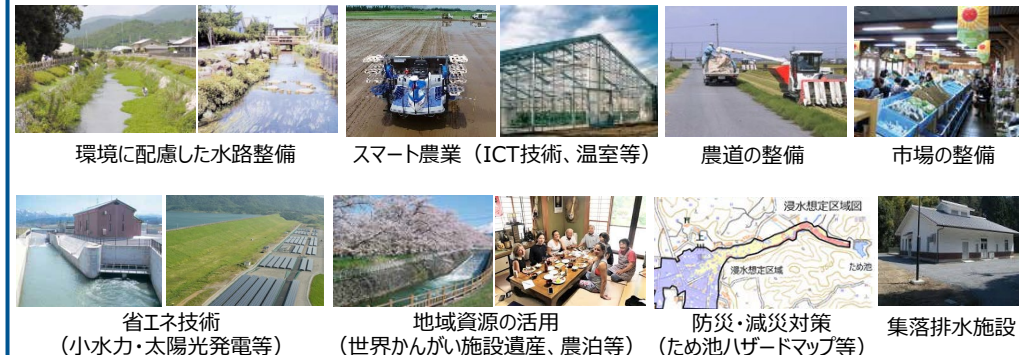 環境に配慮した水路整備
スマート農業（ICT技術、温室等）
農道の整備
市場の整備
浸水想定区域図
浸水想定区域
ため池
省エネ技術
（小水力・太陽光発電等）
地域資源の活用
（世界かんがい施設遺産、農泊等）
防災・減災対策
（ため池ハザードマップ等）
集落排水施設